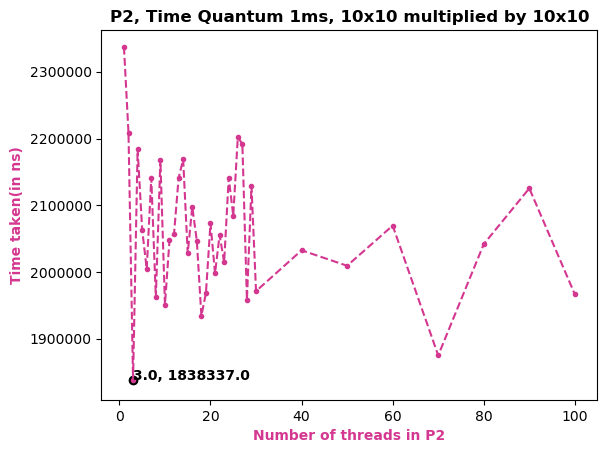 P2, Time Quantum 1ms, 10x10 multiplied by 10x10
2300000
2200000
2100000
2000000
1900000
Time taken(in ns)
3.0, 1838337.0
0 20 40 60 80 100
Number of threads in P2